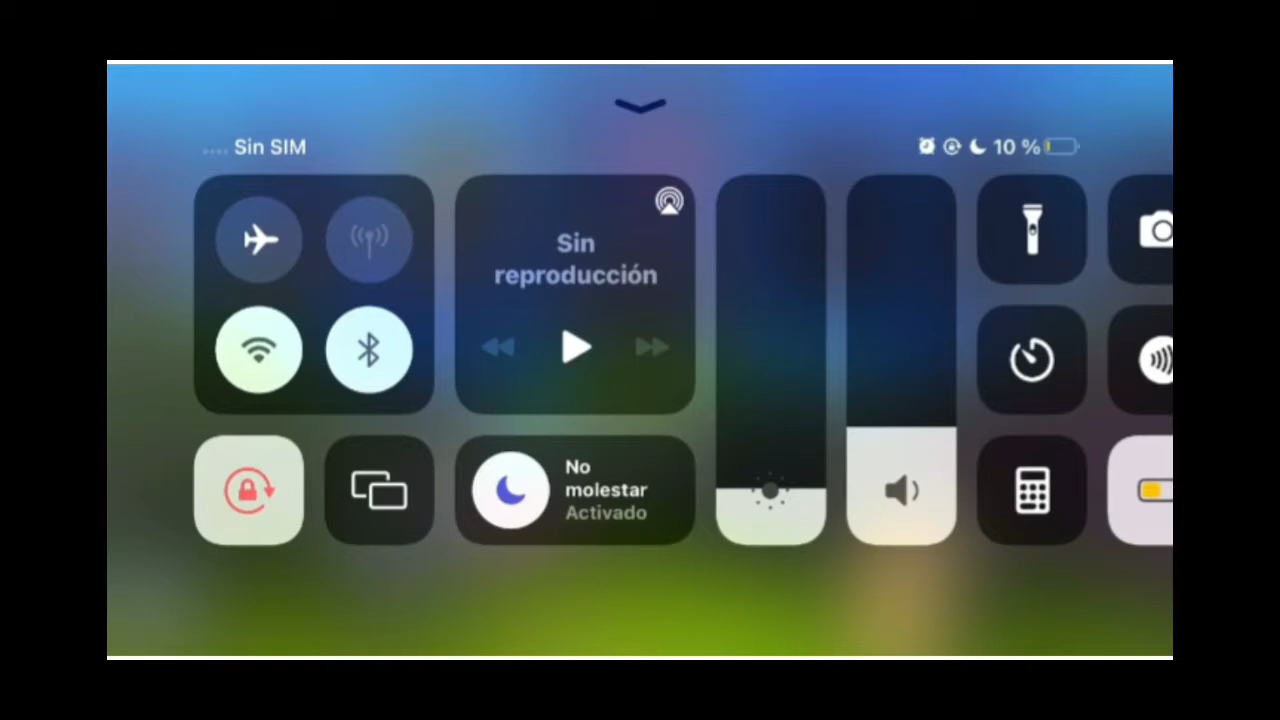 Sin SIM
10 %
Sin
reproducción
No
molestar
Activado